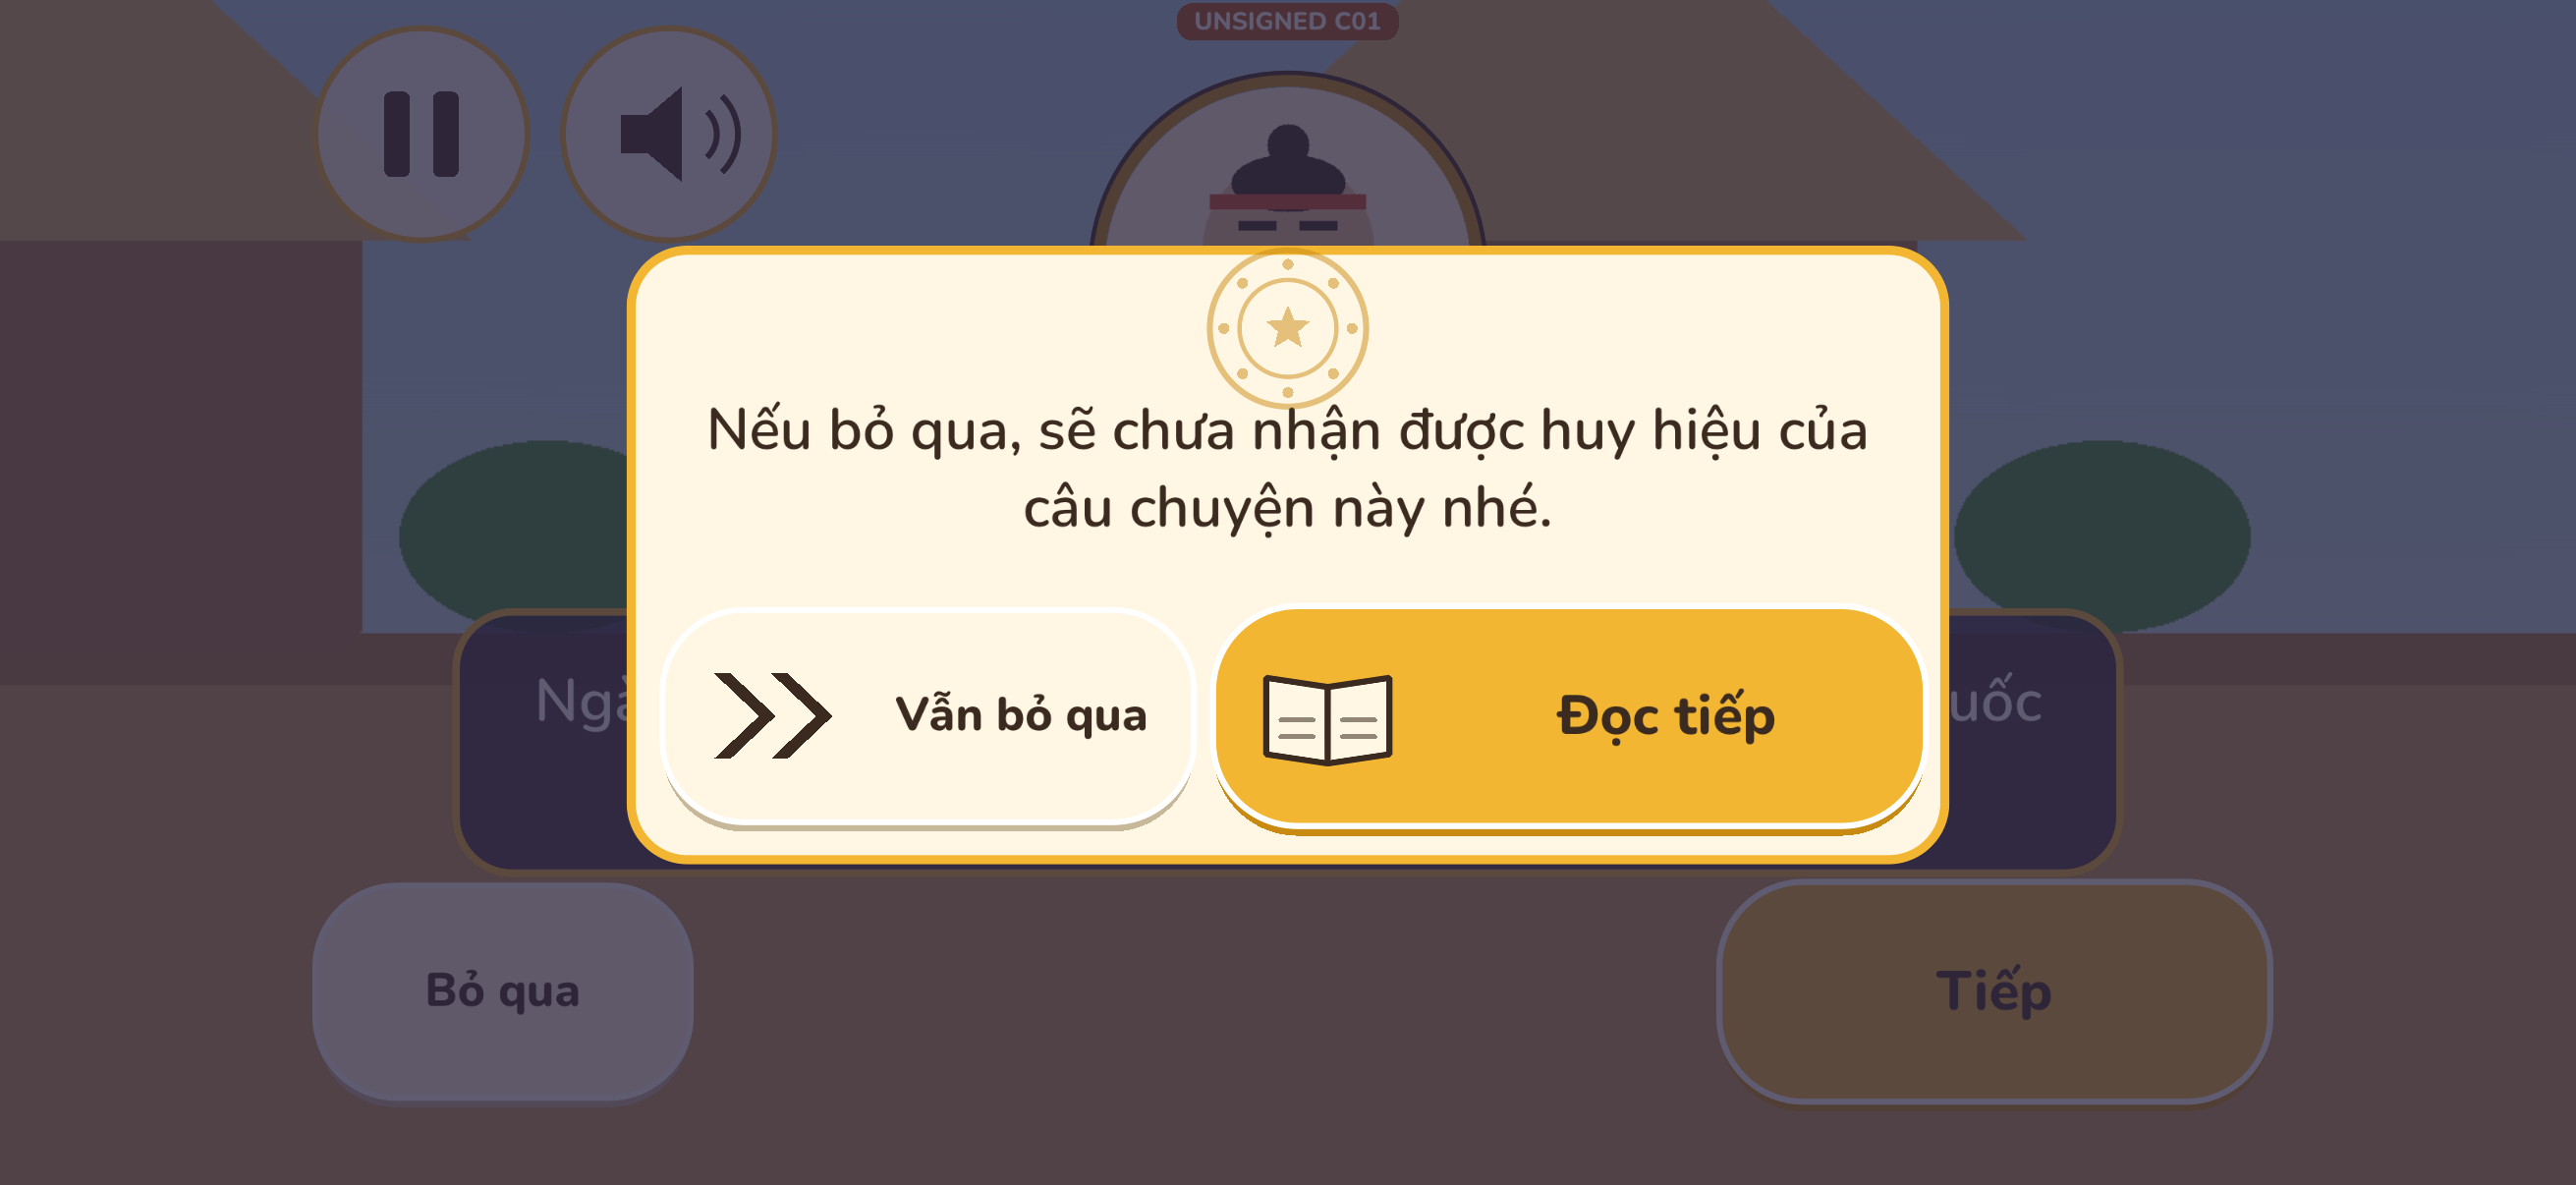 UNSIGNED C01
Nếu bỏ qua, sẽ chưa nhận được huy hiệu của
câu chuyện này nhé.
Vẫn bỏ qua
Đọc tiếp
Bỏ qua
Tiếp